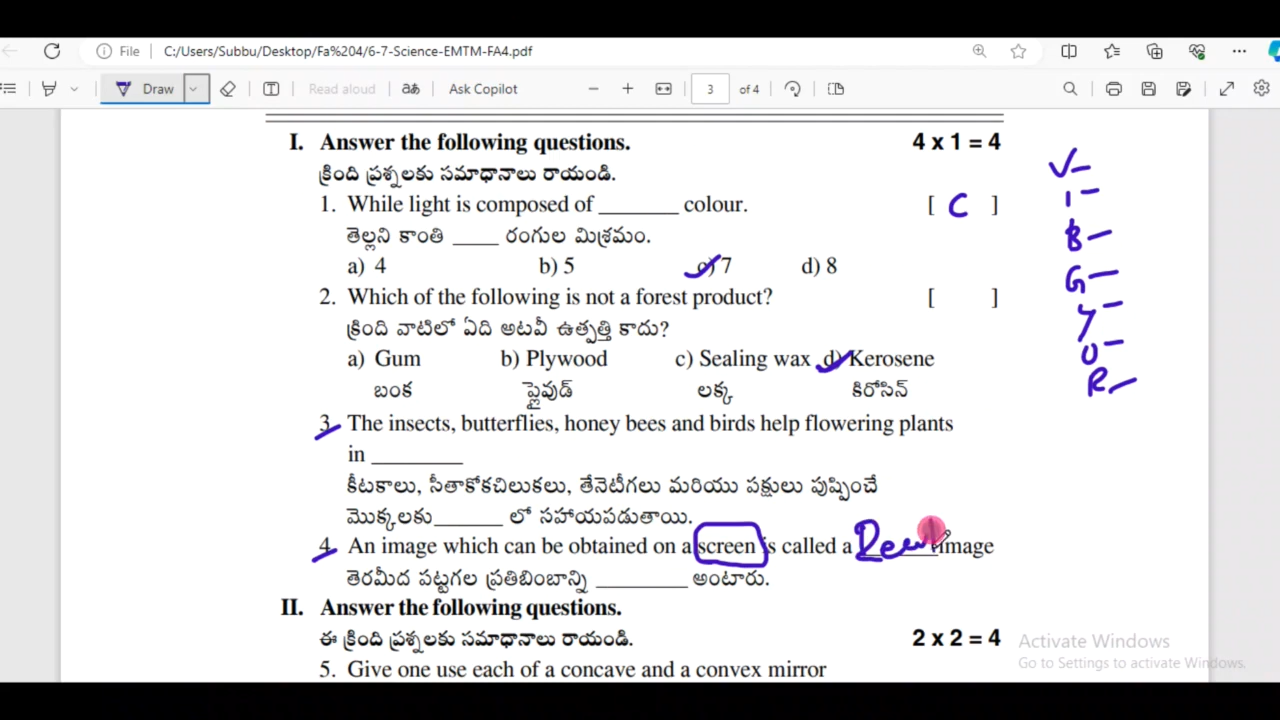 File C:/Users/Subbu/Desktop/Fa%204/6-7-Science-EMTM-FA4.pdf
Draw Read aloud aあ Ask Copilot 3 of 4
I. Answer the following questions. 4 x 1 = 4
క్రింది ప్రశ్నలకు సమాధానాలు రాయండి.
1. While light is composed of ________ colour. [ C ]
తెల్లని కాంతి ____ రంగుల మిశ్రమం.
a) 4 b) 5 c) 7 d) 8
2. Which of the following is not a forest product? [ ]
క్రింది వాటిలో ఏది అటవీ ఉత్పత్తి కాదు?
a) Gum b) Plywood c) Sealing wax d) Kerosene
బంక ప్లైవుడ్ లక్క కిరోసిన్
3. The insects, butterflies, honey bees and birds help flowering plants
in _________
కీటకాలు, సీతాకోకచిలుకలు, తేనెటీగలు మరియు పక్షులు పుష్పించే
మొక్కలకు______ లో సహాయపడుతాయి.
4. An image which can be obtained on a screen is called a Real image
తెరమీద పట్టగల ప్రతిబింబాన్ని _________ అంటారు.
II. Answer the following questions.
ఈ క్రింది ప్రశ్నలకు సమాధానాలు రాయండి. 2 x 2 = 4
5. Give one use each of a concave and a convex mirror
V-
I-
B-
G-
Y-
O-
R-
Activate Windows
Go to Settings to activate Windows.